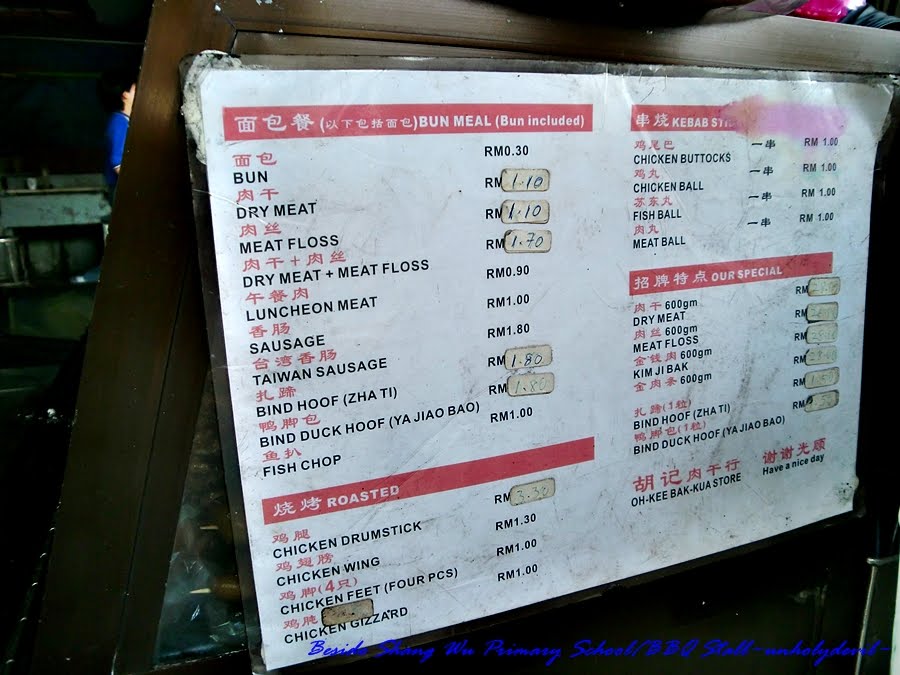 面包餐 (以下包括面包) BUN MEAL (Bun included)
面包 RM0.30
BUN
肉干 RM 1.10
DRY MEAT
肉丝 RM 1.10
MEAT FLOSS
肉干+肉丝 RM 1.70
DRY MEAT + MEAT FLOSS
午餐肉 RM0.90
LUNCHEON MEAT
香肠 RM1.00
SAUSAGE
台湾香肠 RM1.80
TAIWAN SAUSAGE
扎蹄 RM 1.80
BIND HOOF (ZHA TI)
鸭脚包 RM 1.80
BIND DUCK HOOF (YA JIAO BAO)
鱼扒 RM1.00
FISH CHOP
烧烤 ROASTED
鸡腿 RM 3.30
CHICKEN DRUMSTICK
鸡翅膀 RM1.30
CHICKEN WING
鸡脚(4只) RM1.00
CHICKEN FEET (FOUR PCS)
鸡肫 RM1.00
CHICKEN GIZZARD
串烧 KEBAB
鸡尾巴 一串 RM 1.00
CHICKEN BUTTOCKS
鸡丸 一串 RM 1.00
CHICKEN BALL
苏东丸 一串 RM 1.00
FISH BALL
肉丸 一串 RM 1.00
MEAT BALL
招牌特点 OUR SPECIAL
肉干 600gm RM
DRY MEAT
肉丝 600gm RM
MEAT FLOSS
金钱肉 600gm RM
KIM JI BAK
金肉条 600gm RM
扎蹄(1粒) RM
BIND HOOF (ZHA TI)
鸭脚包(1粒) RM
BIND DUCK HOOF (YA JIAO BAO)
胡记肉干行 谢谢光顾
OH-KEE BAK-KUA STORE Have a nice day
Beside Shang Wu Primary School/BBQ Stall~unholydevil~